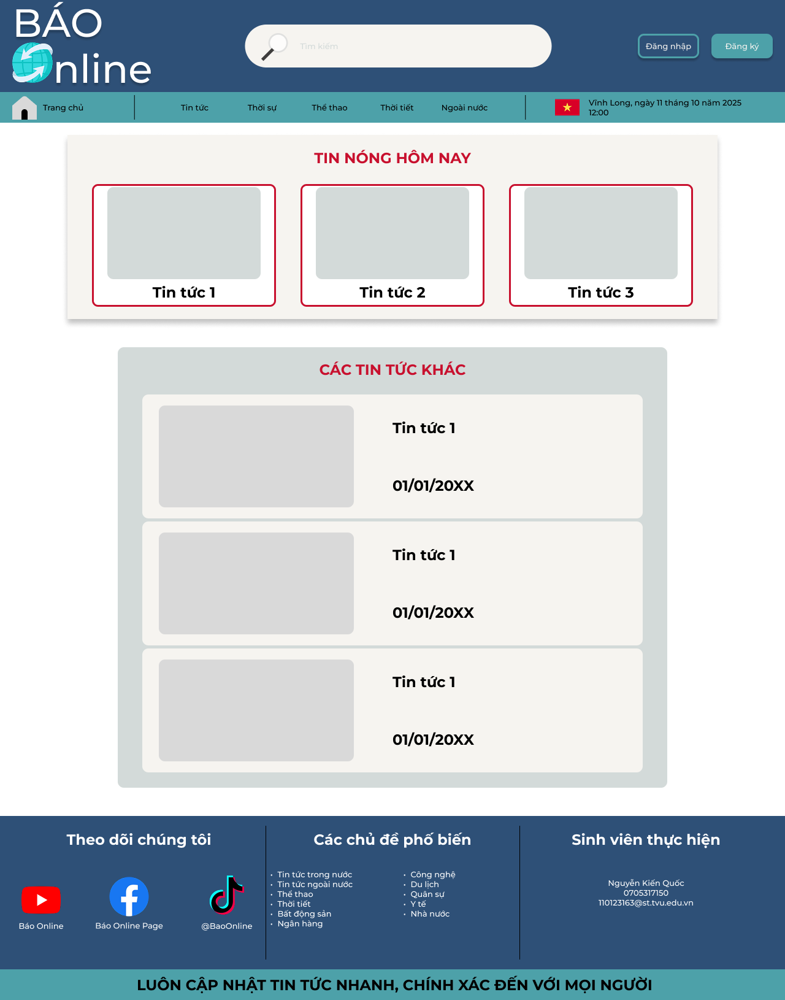 BÁO
Online
Tìm kiếm
Đăng nhập
Đăng ký
Trang chủ
Tin tức
Thời sự
Thể thao
Thời tiết
Ngoài nước
Vĩnh Long, ngày 11 tháng 10 năm 2025
12:00
TIN NÓNG HÔM NAY
Tin tức 1
Tin tức 2
Tin tức 3
CÁC TIN TỨC KHÁC
Tin tức 1
01/01/20XX
Tin tức 1
01/01/20XX
Tin tức 1
01/01/20XX
Theo dõi chúng tôi
Báo Online
Báo Online Page
@BaoOnline
Các chủ đề phổ biến
• Tin tức trong nước
• Tin tức ngoài nước
• Thể thao
• Thời tiết
• Bất động sản
• Ngân hàng
• Công nghệ
• Du lịch
• Quân sự
• Y tế
• Nhà nước
Sinh viên thực hiện
Nguyễn Kiến Quốc
0705317150
110123163@st.tvu.edu.vn
LUÔN CẬP NHẬT TIN TỨC NHANH, CHÍNH XÁC ĐẾN VỚI MỌI NGƯỜI